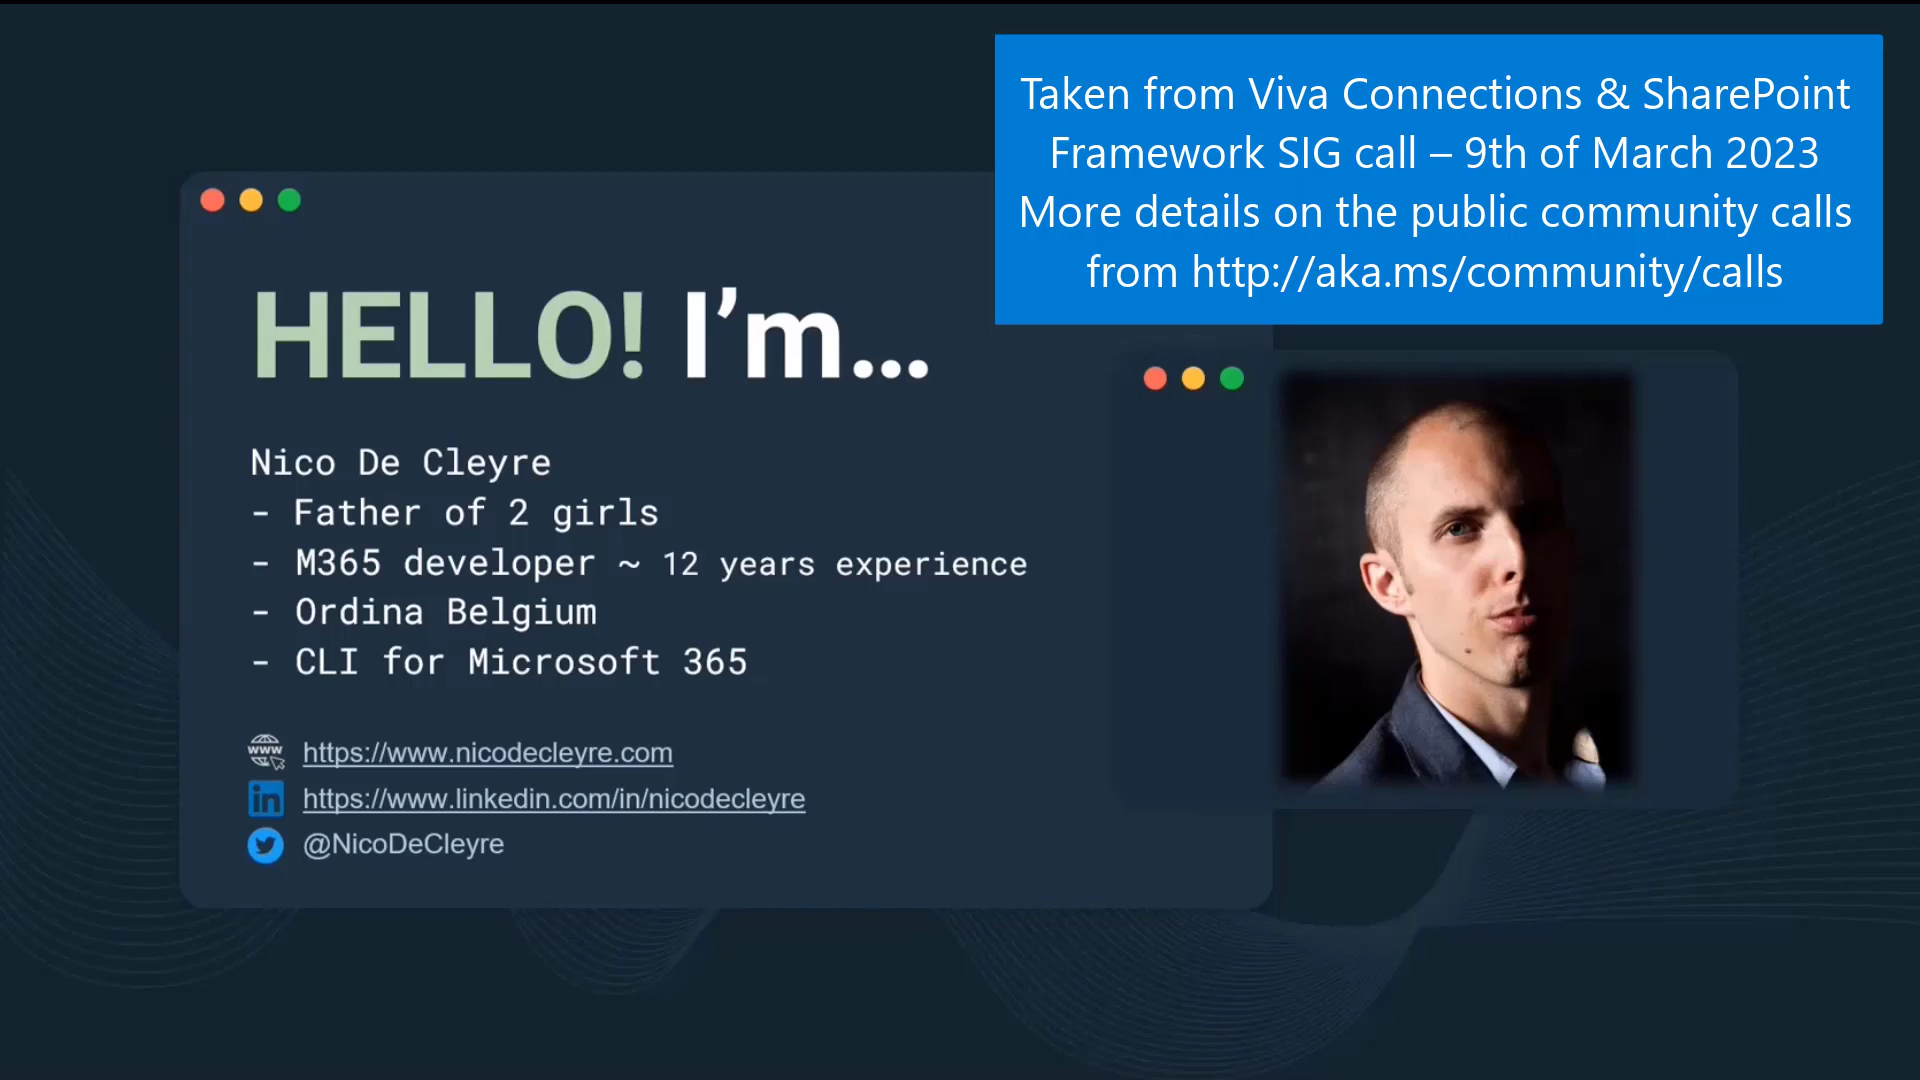 Taken from Viva Connections & SharePoint
Framework SIG call – 9th of March 2023
More details on the public community calls
from http://aka.ms/community/calls
HELLO! I’m…
Nico De Cleyre
- Father of 2 girls
- M365 developer ~ 12 years experience
- Ordina Belgium
- CLI for Microsoft 365
www
https://www.nicodecleyre.com
in
https://www.linkedin.com/in/nicodecleyre
@NicoDeCleyre